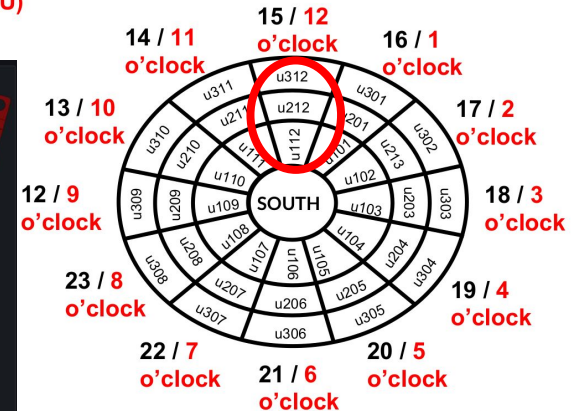 U)
15 / 12
o'clock
14 / 11
o'clock
16 / 1
o'clock
13 / 10
o'clock
17 / 2
o'clock
12 / 9
o'clock
18 / 3
o'clock
23 / 8
o'clock
19 / 4
o'clock
22 / 7
o'clock
21 / 6
o'clock
20 / 5
o'clock
u312
u301
u302
u303
u304
u305
u306
u307
u308
u309
u310
u311
u212
u201
u213
u203
u204
u205
u206
u207
u208
u209
u210
u211
u112
u101
u102
u103
u104
u105
u106
u107
u108
u109
u110
u111
SOUTH